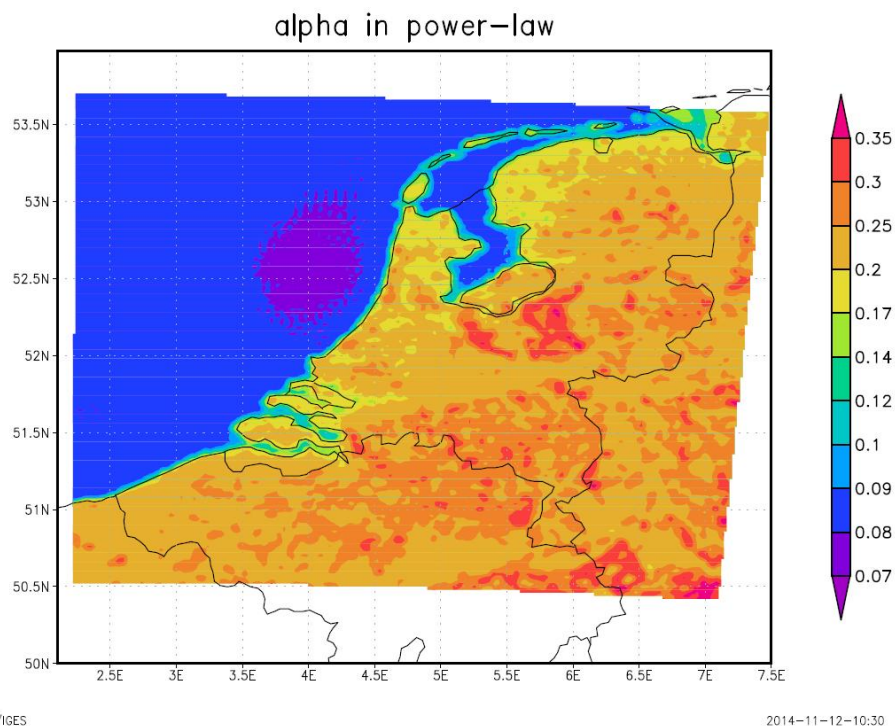 alpha in power-law
53.5N
53N
52.5N
52N
51.5N
51N
50.5N
50N
2.5E 3E 3.5E 4E 4.5E 5E 5.5E 6E 6.5E 7E 7.5E
0.35
0.3
0.25
0.2
0.17
0.14
0.12
0.1
0.09
0.08
0.07
/IGES 2014-11-12-10:30